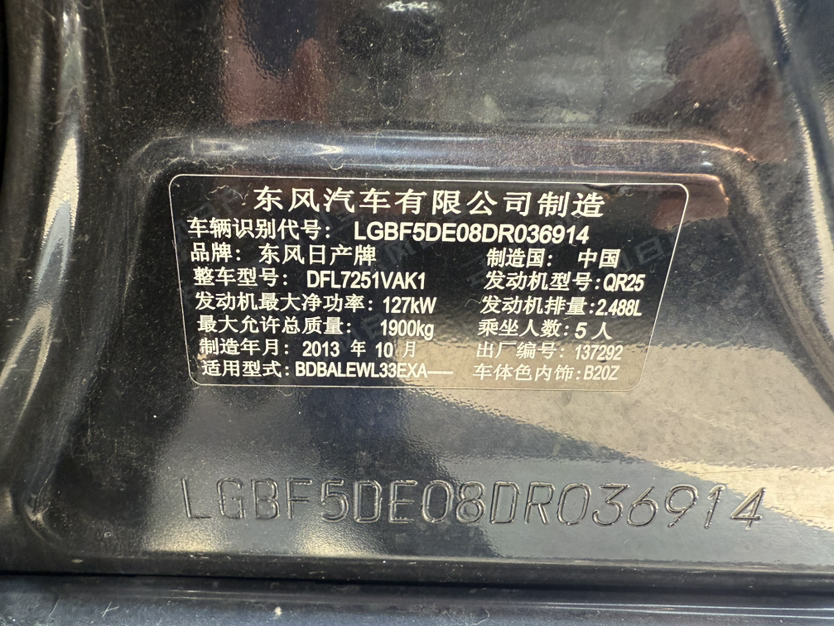 东风汽车有限公司制造
车辆识别代号: LGBF5DE08DR036914
品牌: 东风日产牌 制造国: 中国
整车型号: DFL7251VAK1 发动机型号:QR25
发动机最大净功率: 127kW 发动机排量:2.488L
最大允许总质量: 1900kg 乘坐人数:5人
制造年月: 2013 年 10 月 出厂编号: 137292
适用型式: BDBALEWL33EXA—— 车体色内饰:B20Z
LGBF5DE08DR036914